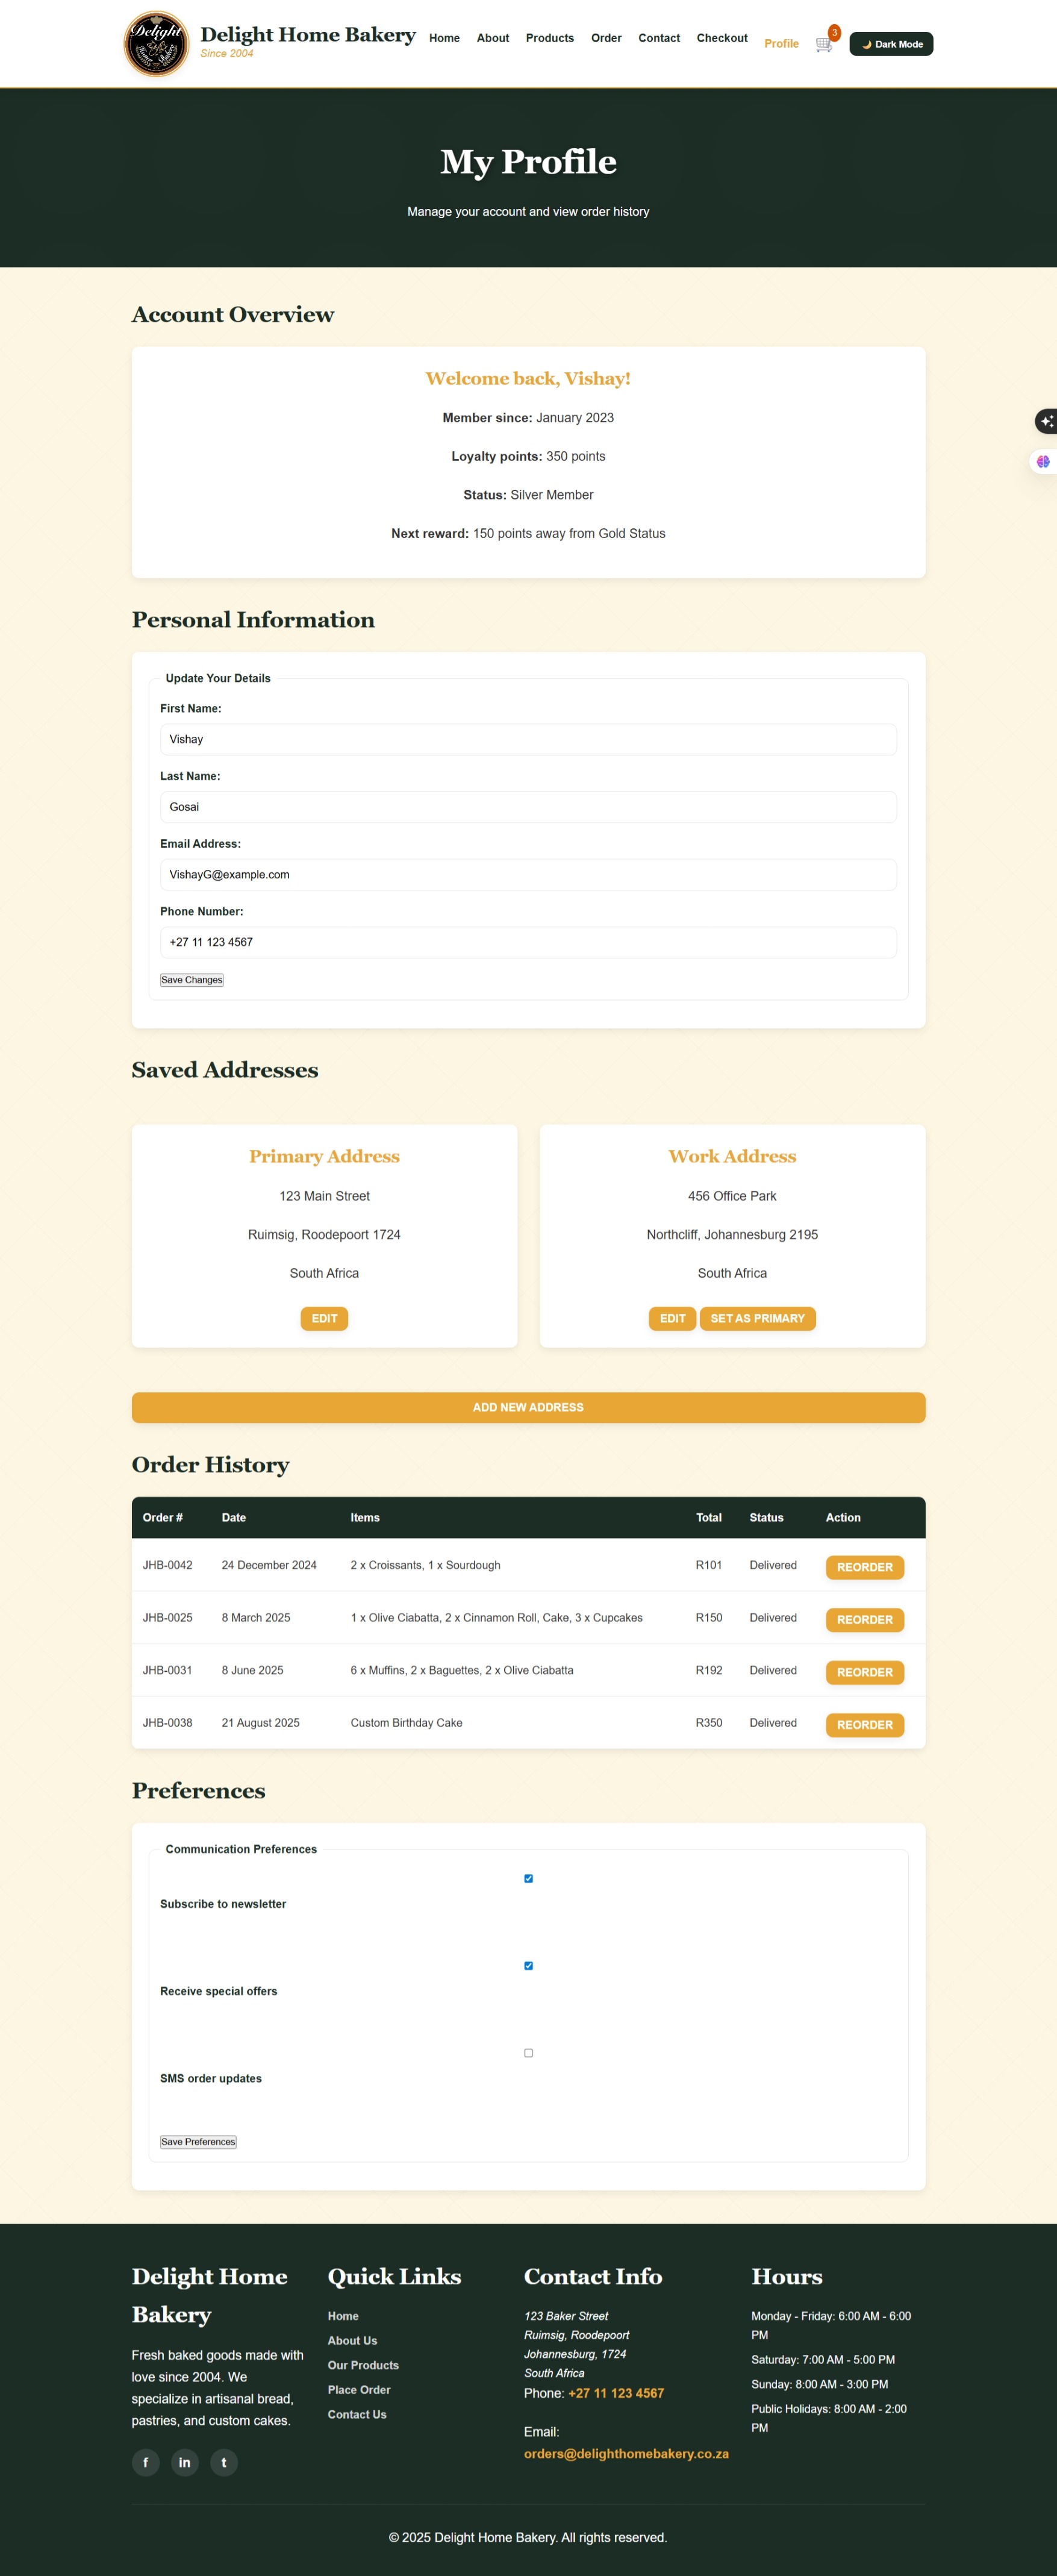 Delight
Delight Home Bakery
Since 2004
Home About Products Order Contact Checkout Profile 3 Dark Mode
My Profile
Manage your account and view order history
Account Overview
Welcome back, Vishay!
Member since: January 2023
Loyalty points: 350 points
Status: Silver Member
Next reward: 150 points away from Gold Status
Personal Information
Update Your Details
First Name:
Vishay
Last Name:
Gosai
Email Address:
VishayG@example.com
Phone Number:
+27 11 123 4567
Save Changes
Saved Addresses
Primary Address
123 Main Street
Ruimsig, Roodepoort 1724
South Africa
EDIT
Work Address
456 Office Park
Northcliff, Johannesburg 2195
South Africa
EDIT SET AS PRIMARY
ADD NEW ADDRESS
Order History
Order # Date Items Total Status Action
JHB-0042 24 December 2024 2 x Croissants, 1 x Sourdough R101 Delivered REORDER
JHB-0025 8 March 2025 1 x Olive Ciabatta, 2 x Cinnamon Roll, Cake, 3 x Cupcakes R150 Delivered REORDER
JHB-0031 8 June 2025 6 x Muffins, 2 x Baguettes, 2 x Olive Ciabatta R192 Delivered REORDER
JHB-0038 21 August 2025 Custom Birthday Cake R350 Delivered REORDER
Preferences
Communication Preferences
Subscribe to newsletter
Receive special offers
SMS order updates
Save Preferences
Delight Home
Bakery
Fresh baked goods made with
love since 2004. We
specialize in artisanal bread,
pastries, and custom cakes.
f in t
Quick Links
Home
About Us
Our Products
Place Order
Contact Us
Contact Info
123 Baker Street
Ruimsig, Roodepoort
Johannesburg, 1724
South Africa
Phone: +27 11 123 4567
Email:
orders@delighthomebakery.co.za
Hours
Monday - Friday: 6:00 AM - 6:00
PM
Saturday: 7:00 AM - 5:00 PM
Sunday: 8:00 AM - 3:00 PM
Public Holidays: 8:00 AM - 2:00
PM
© 2025 Delight Home Bakery. All rights reserved.